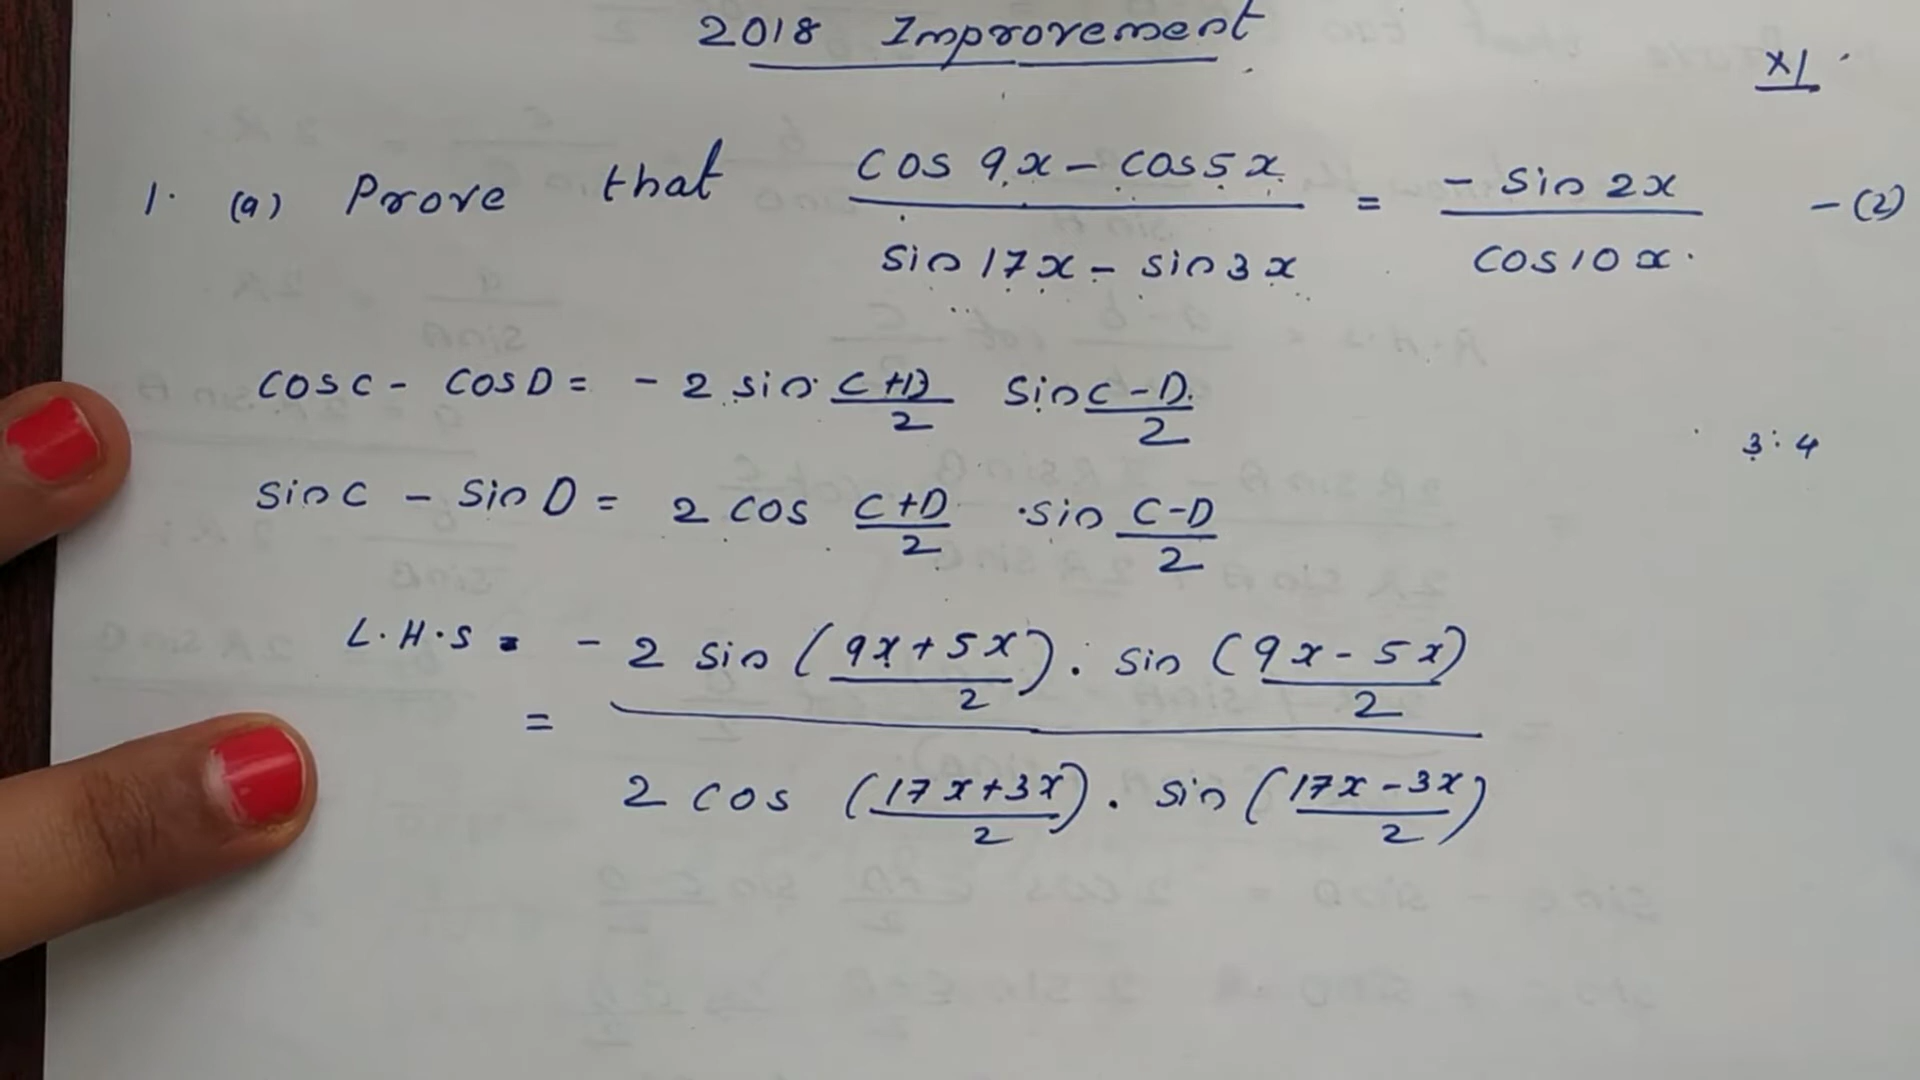 2018 Improvement
XI
1. (a) Prove that (cos 9x - cos 5x) / (sin 17x - sin 3x) = (- sin 2x) / (cos 10x) - (2)
cos C - cos D = - 2 sin (C+D)/2 sin (C-D)/2
3:4
sin C - sin D = 2 cos (C+D)/2 · sin (C-D)/2
L.H.S = - 2 sin ((9x+5x)/2) · sin ((9x-5x)/2)
=
2 cos ((17x+3x)/2) · sin ((17x-3x)/2)